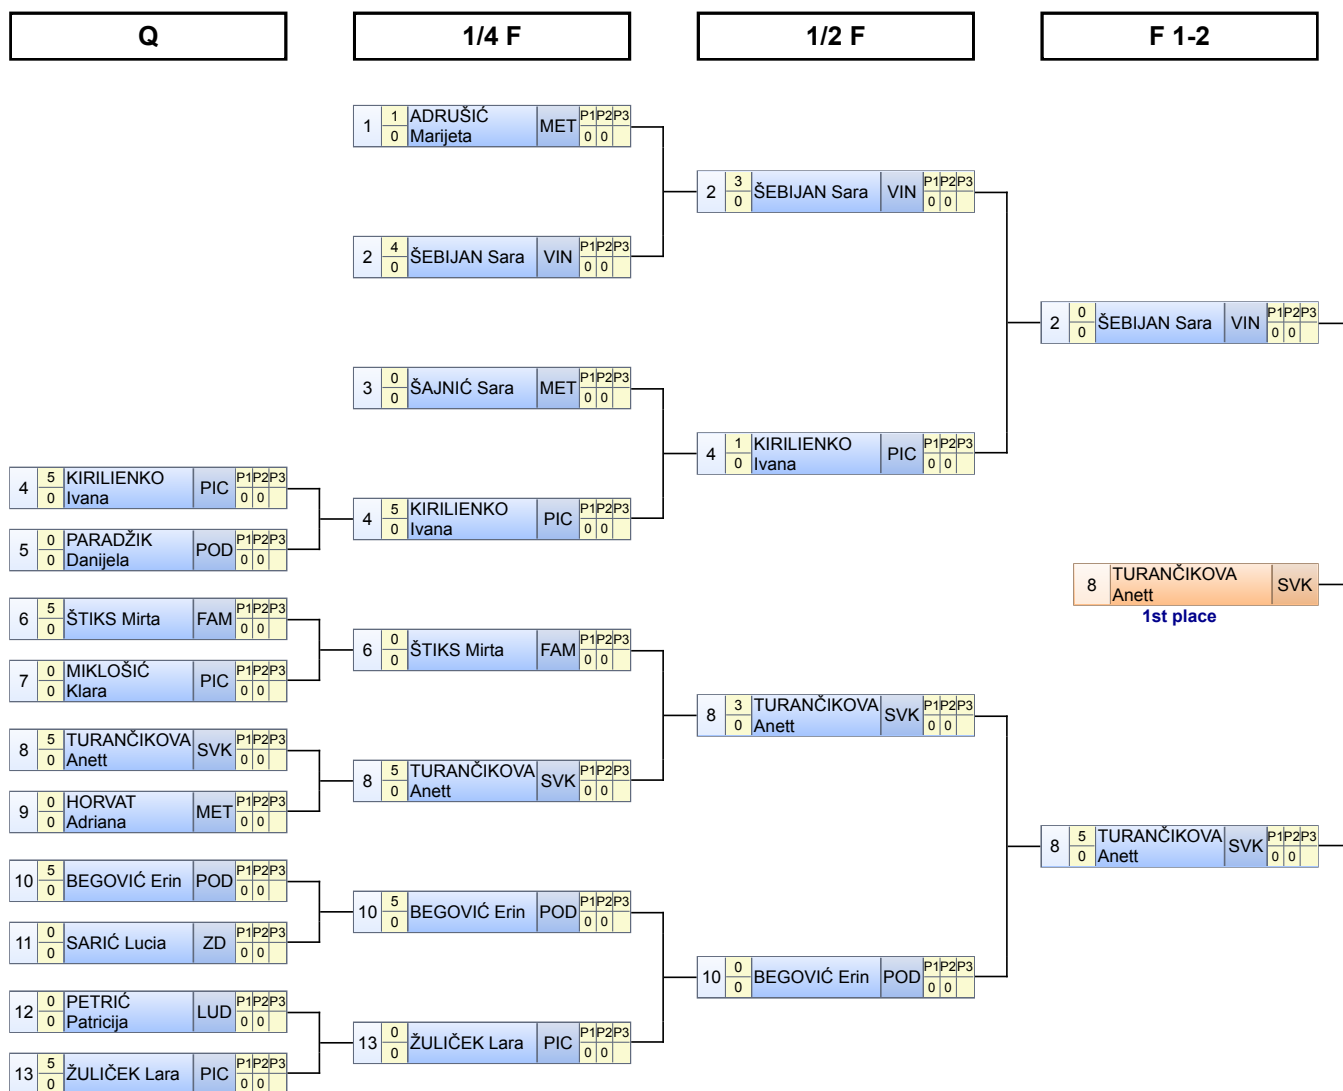 Q 1/4 F 1/2 F F 1-2
1 1 ADRUŠIĆ MET P1 P2 P3
0 Marijeta 0 0
2 3 ŠEBIJAN Sara VIN P1 P2 P3
0 0 0
2 4 ŠEBIJAN Sara VIN P1 P2 P3
0 0 0
2 0 ŠEBIJAN Sara VIN P1 P2 P3
0 0 0
3 0 ŠAJNIĆ Sara MET P1 P2 P3
0 0 0
4 1 KIRILIENKO PIC P1 P2 P3
0 Ivana 0 0
4 5 KIRILIENKO PIC P1 P2 P3
0 Ivana 0 0
4 5 KIRILIENKO PIC P1 P2 P3
0 Ivana 0 0
5 0 PARADŽIK POD P1 P2 P3
0 Danijela 0 0
8 TURANČIKOVA SVK
Anett
1st place
6 5 ŠTIKS Mirta FAM P1 P2 P3
0 0 0
6 0 ŠTIKS Mirta FAM P1 P2 P3
0 0 0
7 0 MIKLOŠIĆ PIC P1 P2 P3
0 Klara 0 0
8 3 TURANČIKOVA SVK P1 P2 P3
0 Anett 0 0
8 5 TURANČIKOVA SVK P1 P2 P3
0 Anett 0 0
8 5 TURANČIKOVA SVK P1 P2 P3
0 Anett 0 0
9 0 HORVAT MET P1 P2 P3
0 Adriana 0 0
8 5 TURANČIKOVA SVK P1 P2 P3
0 Anett 0 0
10 5 BEGOVIĆ Erin POD P1 P2 P3
0 0 0
10 5 BEGOVIĆ Erin POD P1 P2 P3
0 0 0
11 0 SARIĆ Lucia ZD P1 P2 P3
0 0 0
10 0 BEGOVIĆ Erin POD P1 P2 P3
0 0 0
12 0 PETRIĆ LUD P1 P2 P3
0 Patricija 0 0
13 0 ŽULIČEK Lara PIC P1 P2 P3
0 0 0
13 5 ŽULIČEK Lara PIC P1 P2 P3
0 0 0